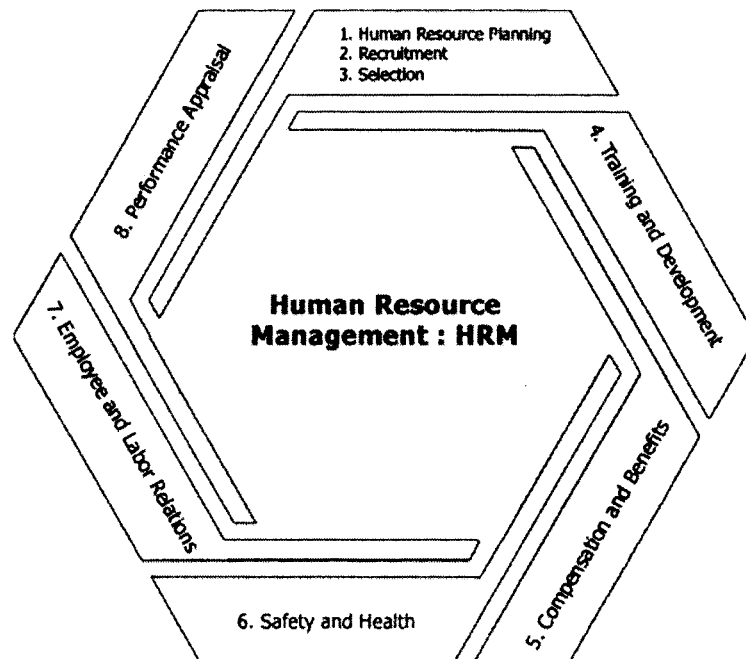 1. Human Resource Planning
2. Recruitment
3. Selection
4. Training and Development
5. Compensation and Benefits
6. Safety and Health
7. Employee and Labor Relations
8. Performance Appraisal
Human Resource
Management : HRM